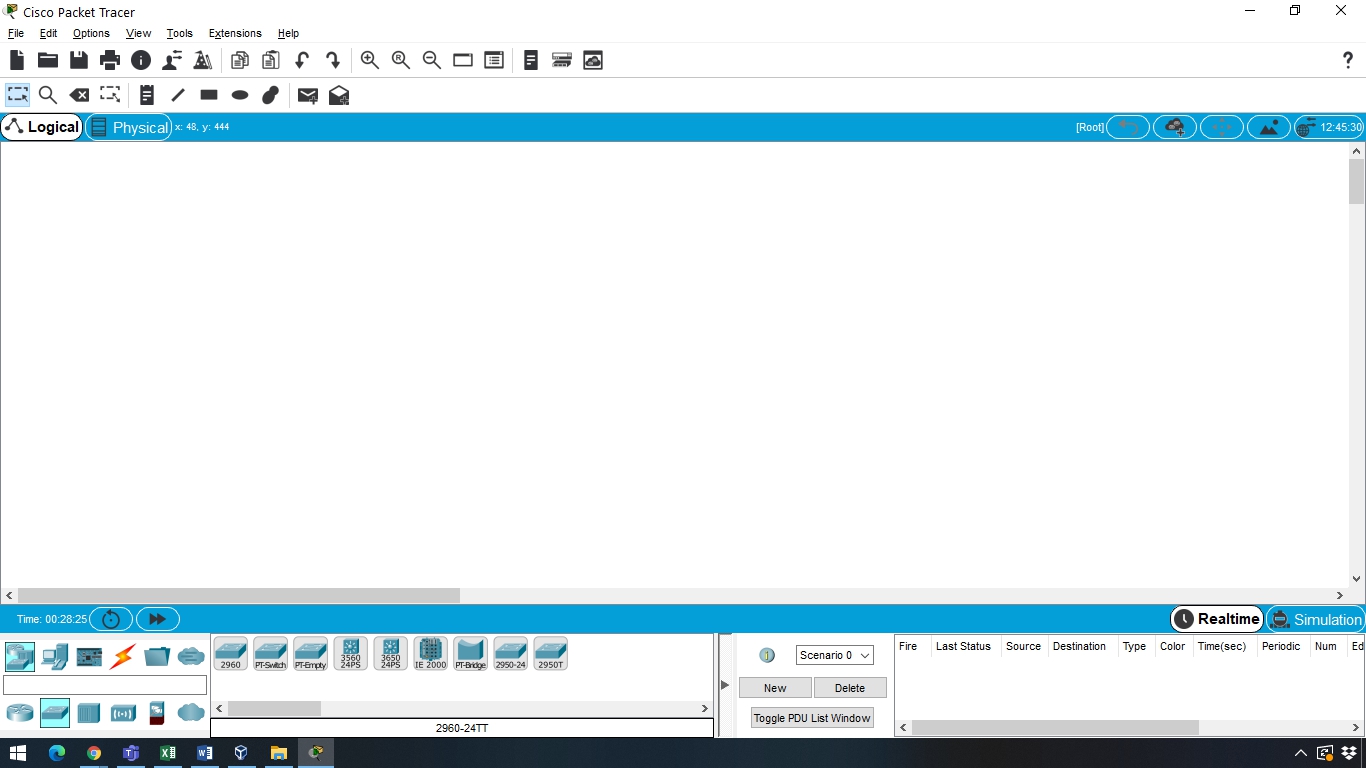 Cisco Packet Tracer
File Edit Options View Tools Extensions Help
Logical Physical x: 48, y: 444 [Root] 12:45:30
Time: 00:28:25 Realtime Simulation
2960 PT-Switch PT-Empty 3560 24PS 3650 24PS IE 2000 PT-Bridge 2950-24 2950T
2960-24TT
Scenario 0
New Delete
Toggle PDU List Window
Fire Last Status Source Destination Type Color Time(sec) Periodic Num Ed